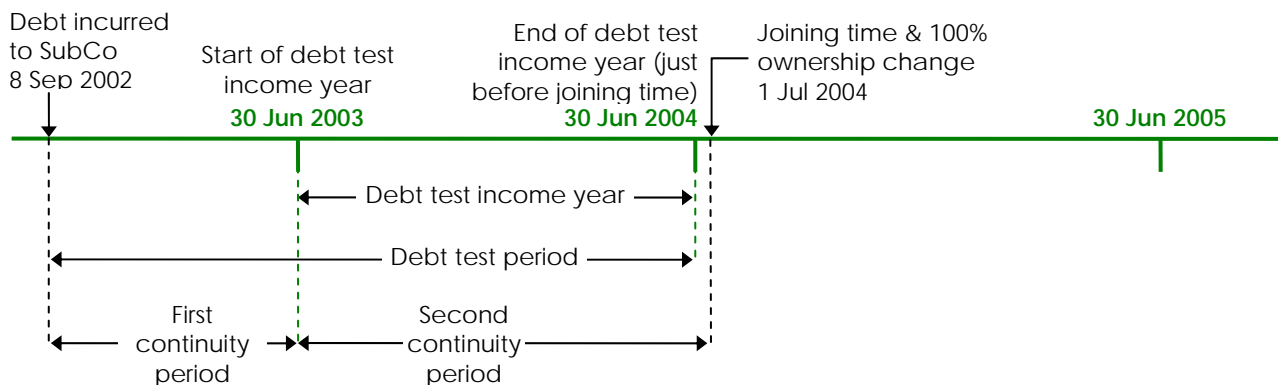 Debt incurred
to SubCo
8 Sep 2002
Start of debt test
income year
30 Jun 2003
End of debt test
income year (just
before joining time)
30 Jun 2004
Joining time & 100%
ownership change
1 Jul 2004
30 Jun 2005
Debt test income year
Debt test period
First
continuity
period
Second
continuity
period